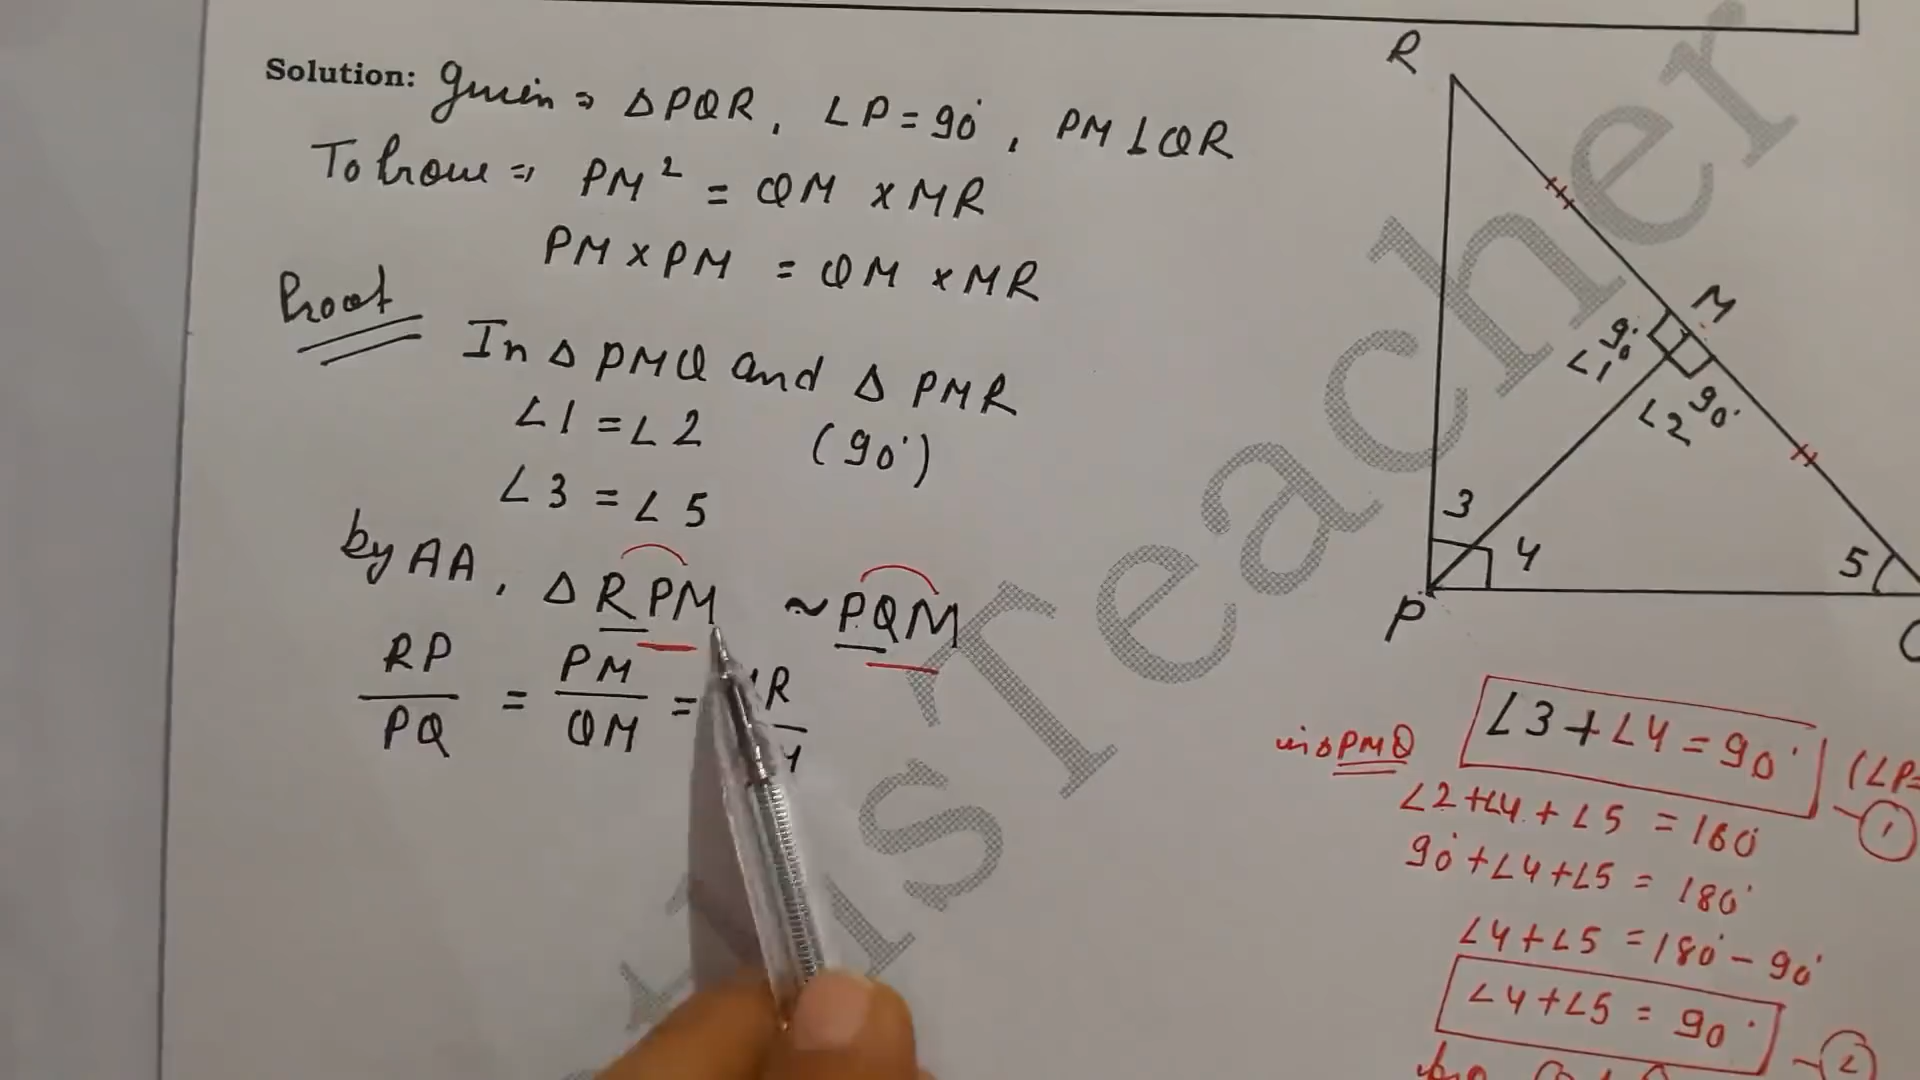 Solution: Given ⇒ △PQR, ∠P = 90°, PM ⊥ QR
To Prove ⇒ PM² = QM × MR
PM × PM = QM × MR
Proof
In △ PMQ and △ PMR
∠1 = ∠2 (90°)
∠3 = ∠5
by AA, △ RPM ~ PQM
RP/PQ = PM/QM =
R
M
90°
∠1
90°
∠2
3
4
5
P
∠3 + ∠4 = 90°
in △ PMQ
1
∠2 + ∠4 + ∠5 = 180
90° + ∠4 + ∠5 = 180°
∠4 + ∠5 = 180° - 90°
∠4 + ∠5 = 90°
2
Teacher